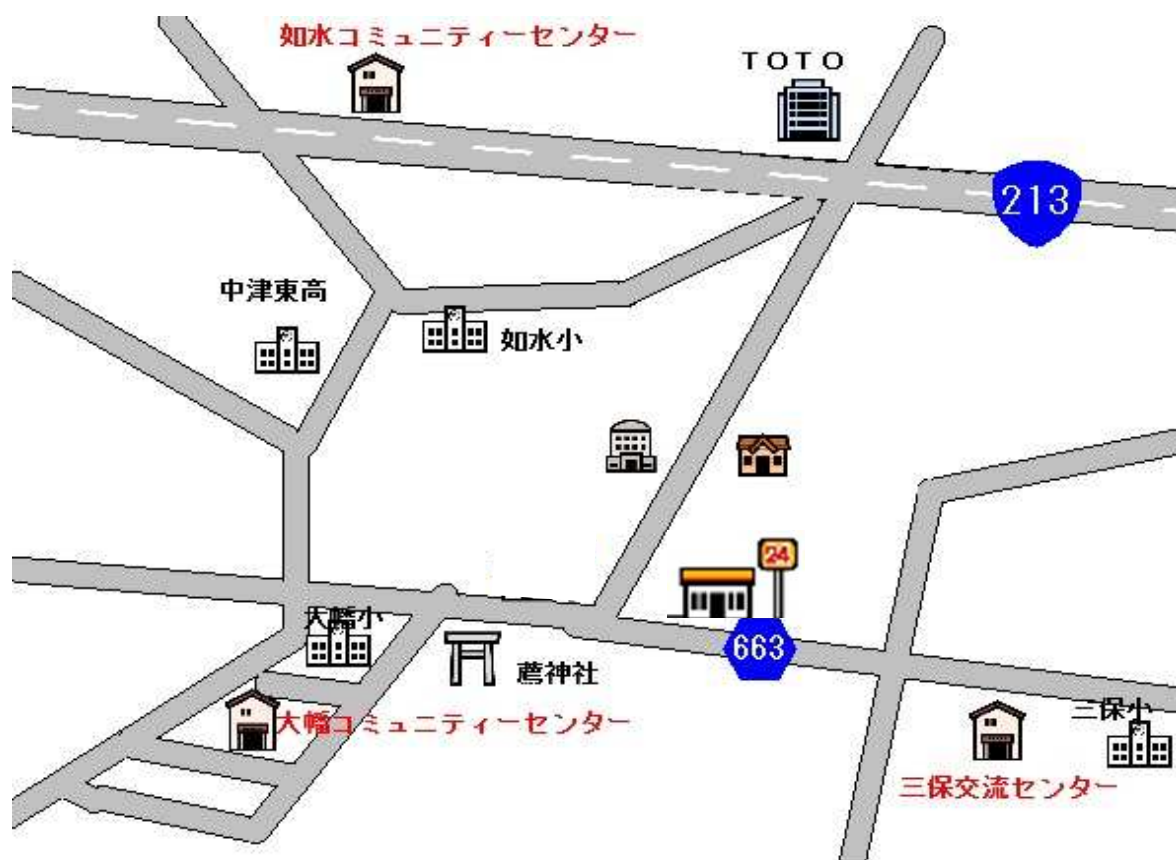 如水コミュニティーセンター
TOTO
213
中津東高
如水小
24
大幡小
663
薦神社
大幡コミュニティーセンター
三保小
三保交流センター